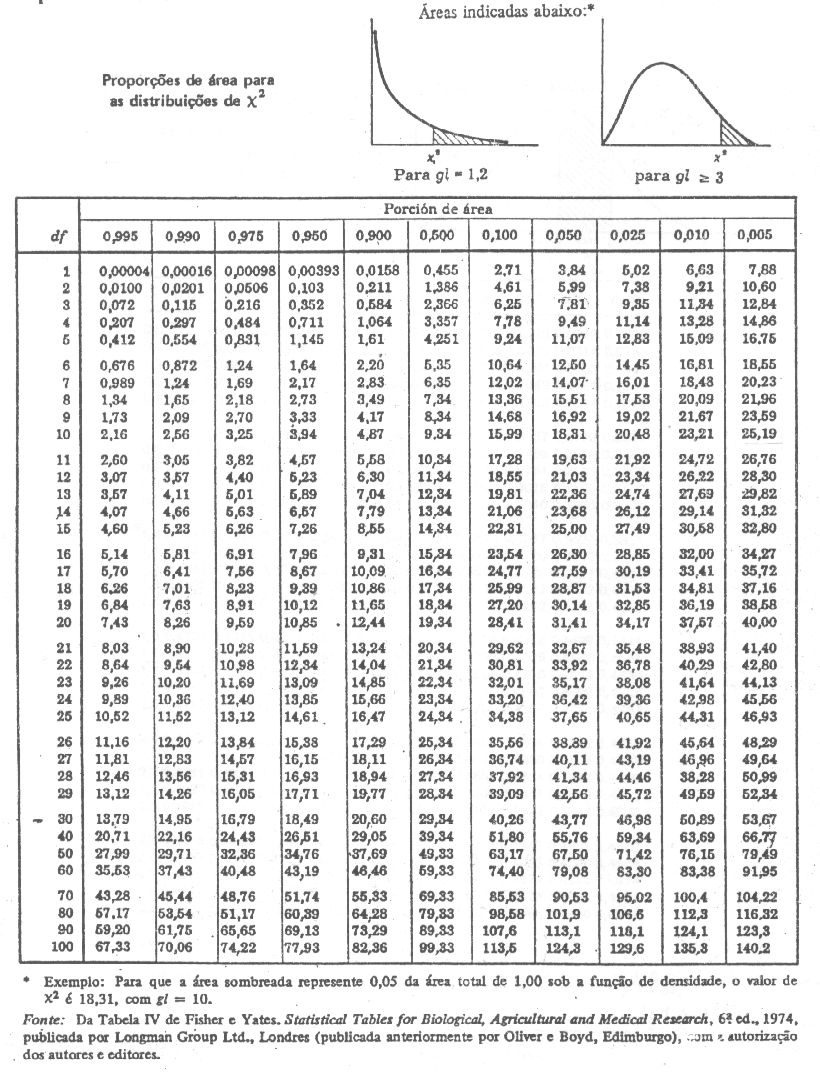 Áreas indicadas abaixo:*
Proporções de área para
as distribuições de χ²
χ*
Para gl = 1,2
x*
para gl ≥ 3
Porción de área
df 0,995 0,990 0,975 0,950 0,900 0,500 0,100 0,050 0,025 0,010 0,005
1 0,00004 0,00016 0,00098 0,00393 0,0158 0,455 2,71 3,84 5,02 6,63 7,88
2 0,0100 0,0201 0,0506 0,103 0,211 1,386 4,61 5,99 7,38 9,21 10,60
3 0,072 0,115 0,216 0,352 0,584 2,366 6,25 7,81 9,35 11,34 12,84
4 0,207 0,297 0,484 0,711 1,064 3,357 7,78 9,49 11,14 13,28 14,86
5 0,412 0,554 0,831 1,145 1,61 4,251 9,24 11,07 12,83 15,09 16.75
6 0,676 0,872 1,24 1,64 2,20 5,35 10,64 12,50 14,45 16,81 18,55
7 0,989 1,24 1,69 2,17 2,83 6,35 12,02 14,07 16,01 18,48 20,23
8 1,34 1,65 2,18 2,73 3,49 7,34 13,36 15,51 17,53 20,09 21,96
9 1,73 2,09 2,70 3,33 4,17 8,34 14,68 16,92 19,02 21,67 23,59
10 2,16 2,56 3,25 3,94 4,87 9,34 15,99 18,31 20,48 23,21 25,19
11 2,60 3,05 3,82 4,57 5,58 10,34 17,28 19,63 21,92 24,72 26,76
12 3,07 3,57 4,40 5,23 6,30 11,34 18,55 21,03 23,34 26,22 28,30
13 3,57 4,11 5,01 5,89 7,04 12,34 19,81 22,36 24,74 27,69 29,82
14 4,07 4,66 5,63 6,57 7,79 13,34 21,06 23,68 26,12 29,14 31,32
15 4,60 5,23 6,26 7,26 8,55 14,34 22,31 25,00 27,49 30,58 32,80
16 5,14 5,81 6,91 7,96 9,31 15,34 23,54 26,30 28,85 32,00 34,27
17 5,70 6,41 7,56 8,67 10,09 16,34 24,77 27,59 30,19 33,41 35,72
18 6,26 7,01 8,23 9,39 10,86 17,34 25,99 28,87 31,53 34,81 37,16
19 6,84 7,63 8,91 10,12 11,65 18,34 27,20 30,14 32,85 36,19 38,58
20 7,43 8,26 9,59 10,85 12,44 19,34 28,41 31,41 34,17 37,57 40,00
21 8,03 8,90 10,28 11,59 13,24 20,34 29,62 32,67 35,48 38,93 41,40
22 8,64 9,54 10,98 12,34 14,04 21,34 30,81 33,92 36,78 40,29 42,80
23 9,26 10,20 11,69 13,09 14,85 22,34 32,01 35,17 38,08 41,64 44,13
24 9,89 10,36 12,40 13,85 15,66 23,34 33,20 36,42 39,36 42,98 45,56
25 10,52 11,52 13,12 14,61 16,47 24,34 34,38 37,65 40,65 44,31 46,93
26 11,16 12,20 13,84 15,38 17,29 25,34 35,56 38,89 41,92 45,64 48,29
27 11,81 12,83 14,57 16,15 18,11 26,34 36,74 40,11 43,19 46,96 49,64
28 12,46 13,56 15,31 16,93 18,94 27,34 37,92 41,34 44,46 38,28 50,99
29 13,12 14,26 16,05 17,71 19,77 28,34 39,09 42,56 45,72 49,59 52,34
30 13,79 14,95 16,79 18,49 20,60 29,34 40,26 43,77 46,98 50,89 53,67
40 20,71 22,16 24,43 26,51 29,05 39,34 51,80 55,76 59,34 63,69 66,77
50 27,99 29,71 32,36 34,76 37,69 49,33 63,17 67,50 71,42 76,15 79,49
60 35,53 37,43 40,48 43,19 46,46 59,33 74,40 79,08 83,30 83,38 91,95
70 43,28 45,44 48,76 51,74 55,33 69,33 85,53 90,53 95,02 100,4 104,22
80 57,17 53,54 51,17 60,39 64,28 79,33 98,58 101,9 106,6 112,3 116,32
90 59,20 61,75 65,65 69,13 73,29 89,33 107,6 113,1 118,1 124,1 123,3
100 67,33 70,06 74,22 77,93 82,36 99,33 113,5 124,3 129,6 135,3 140,2
* Exemplo: Para que a área sombreada represente 0,05 da área total de 1,00 sob a função de densidade, o valor de
X² é 18,31, com gl = 10.
Fonte: Da Tabela IV de Fisher e Yates. Statistical Tables for Biological, Agricultural and Medical Research, 6ª ed., 1974,
publicada por Longman Group Ltd., Londres (publicada anteriormente por Oliver e Boyd, Edimburgo), com a autorização
dos autores e editores.